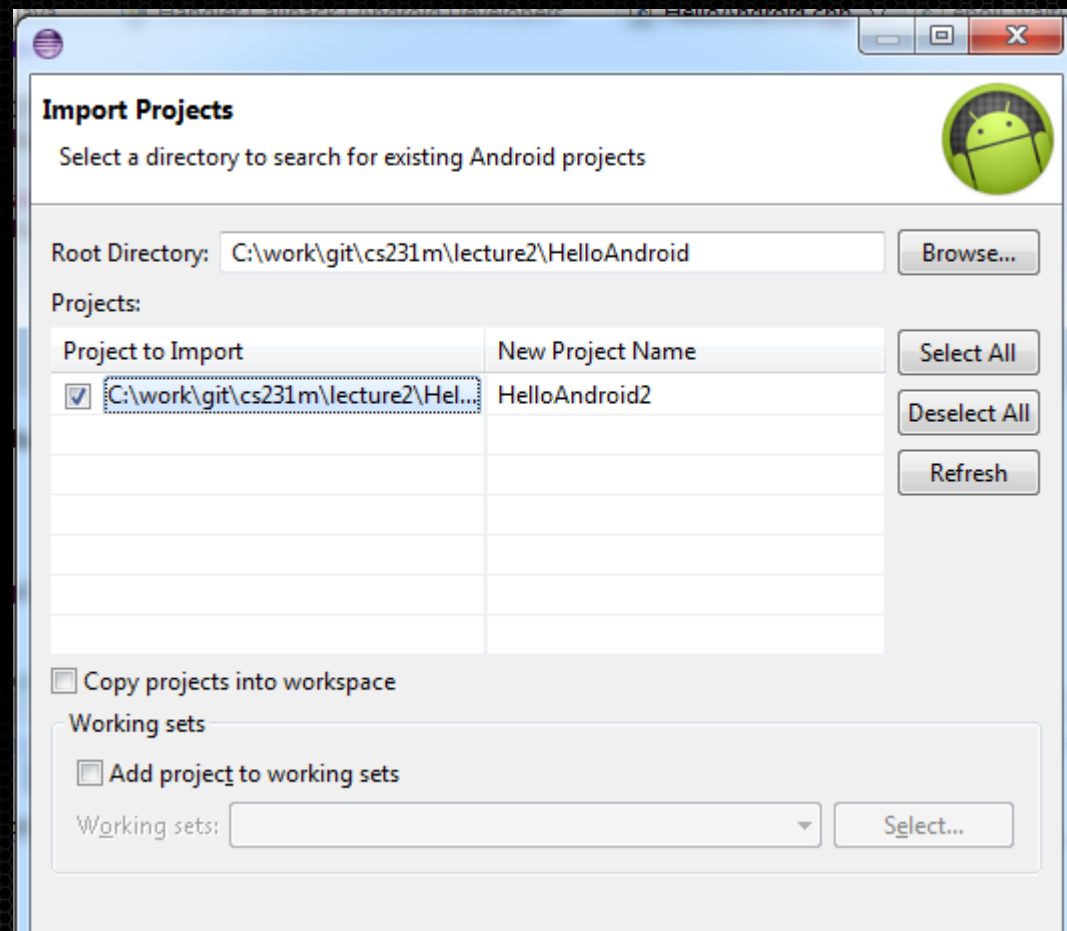 Import Projects
Select a directory to search for existing Android projects
Root Directory: C:\work\git\cs231m\lecture2\HelloAndroid Browse...
Projects:
Project to Import New Project Name Select All
C:\work\git\cs231m\lecture2\Hel... HelloAndroid2
Deselect All
Refresh
Copy projects into workspace
Working sets
Add project to working sets
Working sets: Select...